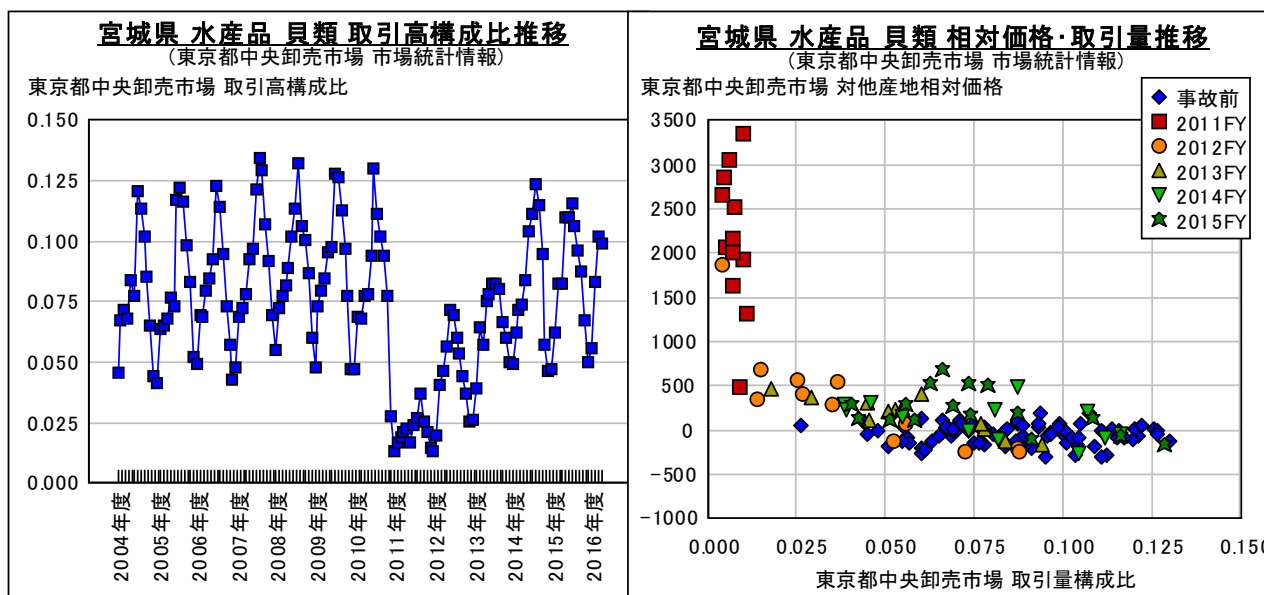 宮城県 水産品 貝類 取引高構成比推移
(東京都中央卸売市場 市場統計情報)
東京都中央卸売市場 取引高構成比
0.150
0.125
0.100
0.075
0.050
0.025
0.000
2004年度
2005年度
2006年度
2007年度
2008年度
2009年度
2010年度
2011年度
2012年度
2013年度
2014年度
2015年度
2016年度
宮城県 水産品 貝類 相対価格・取引量推移
(東京都中央卸売市場 市場統計情報)
東京都中央卸売市場 対他産地相対価格
事故前
2011FY
2012FY
2013FY
2014FY
2015FY
3500
3000
2500
2000
1500
1000
500
0
-500
-1000
0.000
0.025
0.050
0.075
0.100
0.125
0.150
東京都中央卸売市場 取引量構成比